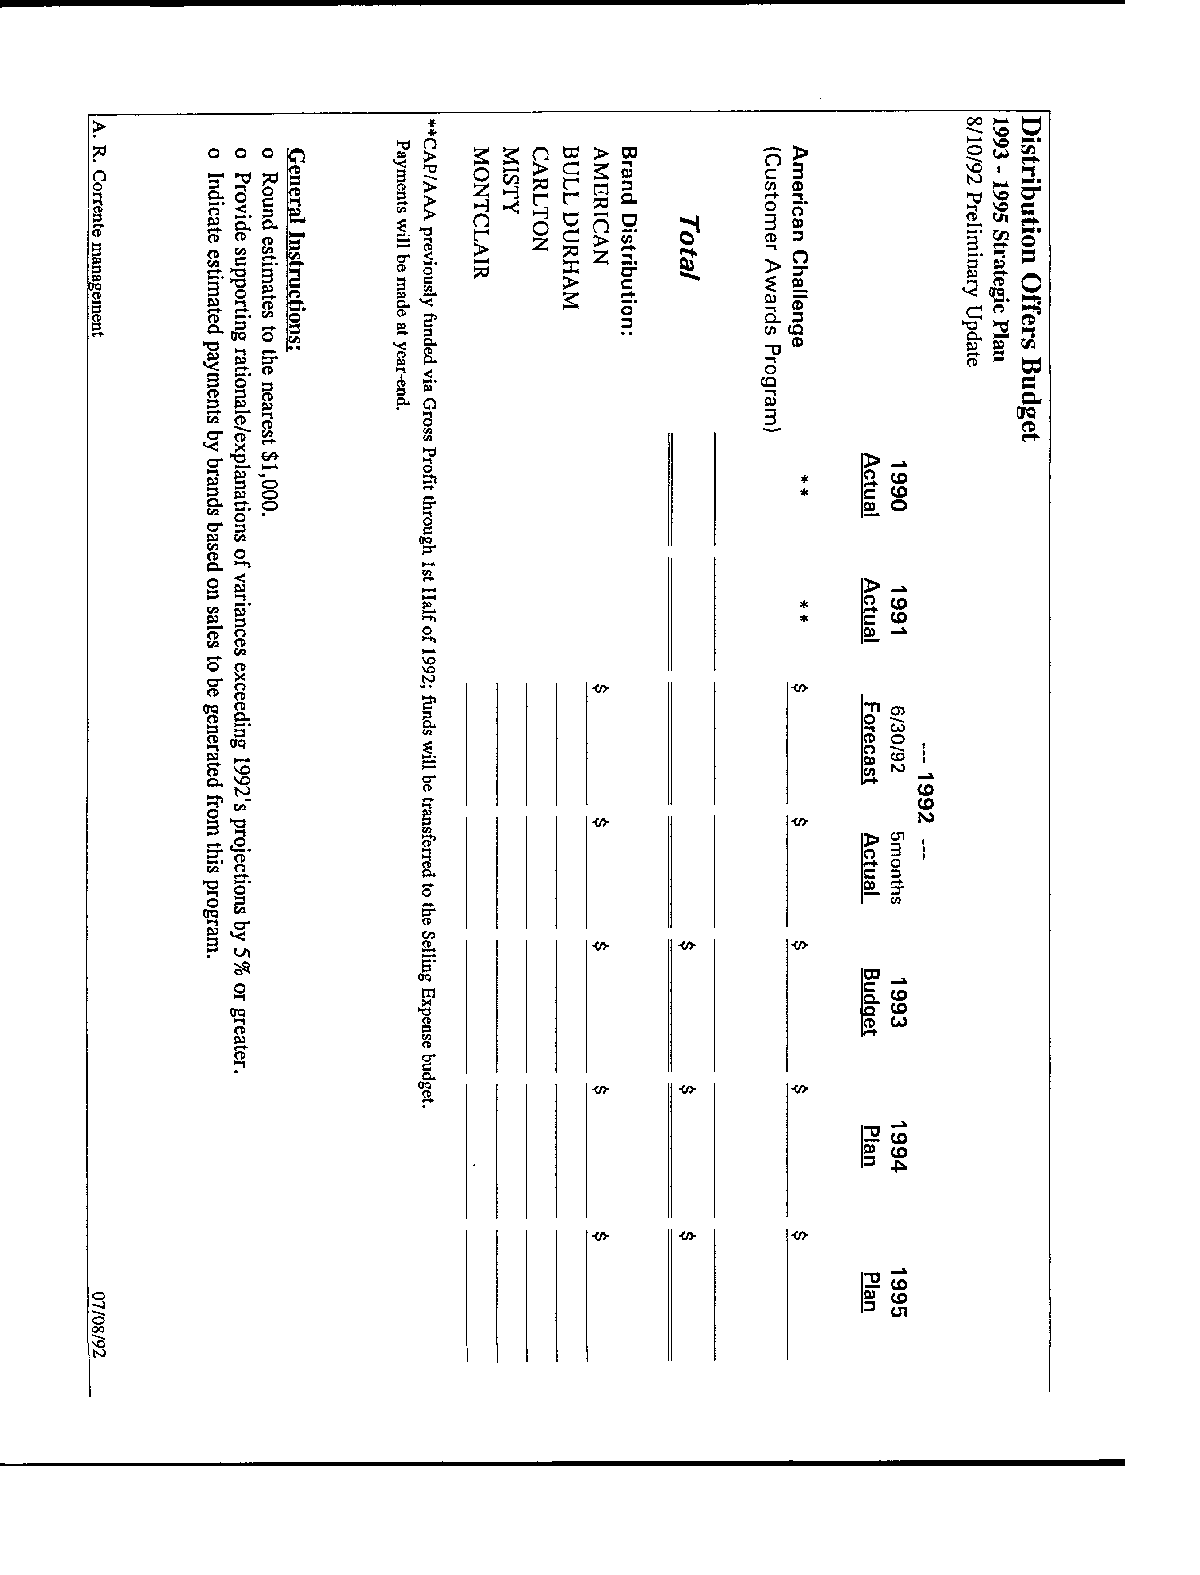 Distribution Offers Budget
1993 - 1995 Strategic Plan
8/10/92 Preliminary Update
--- 1992 ---
1990 1991 6/30/92 5months 1993 1994 1995
Actual Actual Forecast Actual Budget Plan Plan
American Challenge ** ** $ $ $ $ $
(Customer Awards Program)
Total $ $ $
Brand Distribution:
AMERICAN $ $ $ $ $
BULL DURHAM
CARLTON
MISTY
MONTCLAIR
**CAP/AAA previously funded via Gross Profit through 1st Half of 1992; funds will be transferred to the Selling Expense budget.
Payments will be made at year-end.
General Instructions:
o Round estimates to the nearest $1,000.
o Provide supporting rationale/explanations of variances exceeding 1992's projections by 5% or greater.
o Indicate estimated payments by brands based on sales to be generated from this program.
A. R. Corrente management 07/08/92